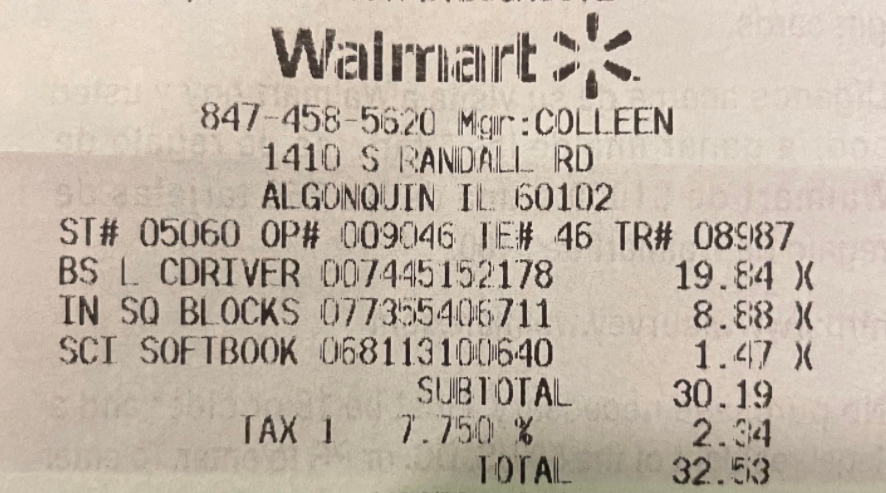 Walmart
847-458-5620 Mgr:COLLEEN
1410 S RANDALL RD
ALGONQUIN IL 60102
ST# 05060 OP# 009046 TE# 46 TR# 08987
BS L CDRIVER 007445152178 19.84 X
IN SQ BLOCKS 077355406711 8.88 X
SCI SOFTBOOK 068113100640 1.47 X
SUBTOTAL 30.19
TAX 1 7.750 % 2.34
TOTAL 32.53